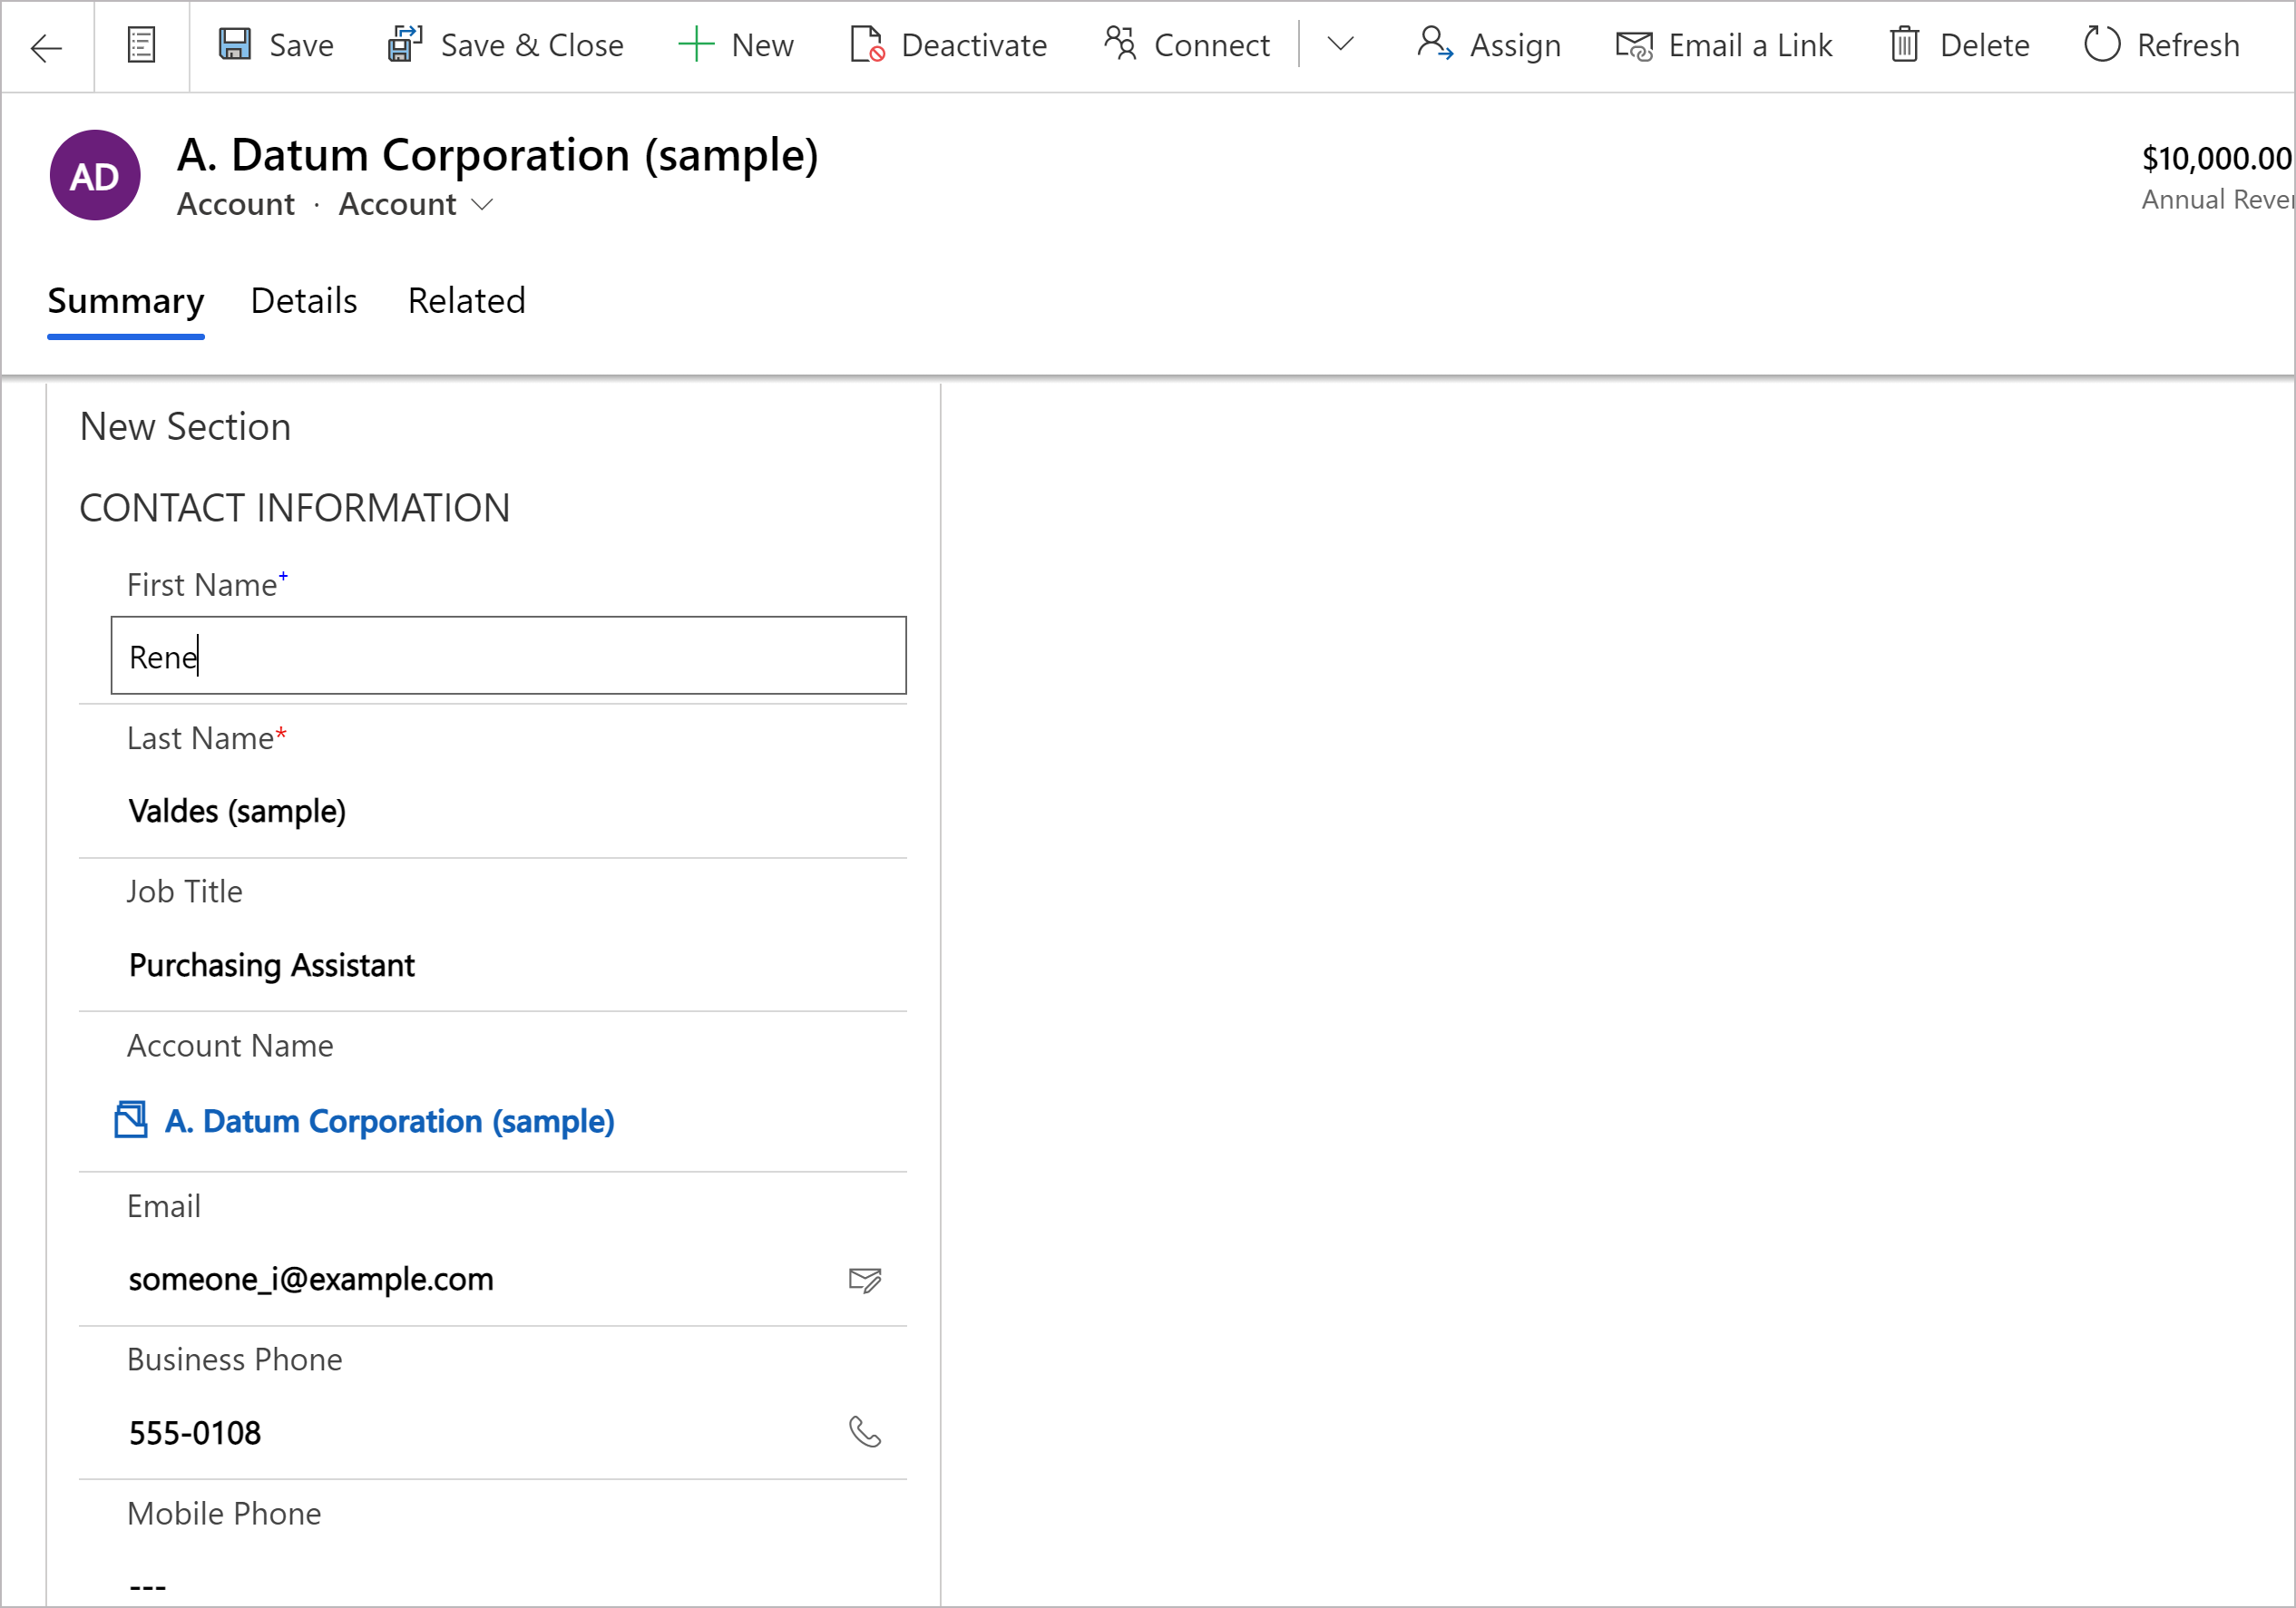 Save Save & Close New Deactivate Connect Assign Email a Link Delete Refresh
AD
A. Datum Corporation (sample)
Account · Account
$10,000.00
Annual
Summary Details Related
New Section
CONTACT INFORMATION
First Name+
Rene
Last Name*
Valdes (sample)
Job Title
Purchasing Assistant
Account Name
A. Datum Corporation (sample)
Email
someone_i@example.com
Business Phone
555-0108
Mobile Phone
---